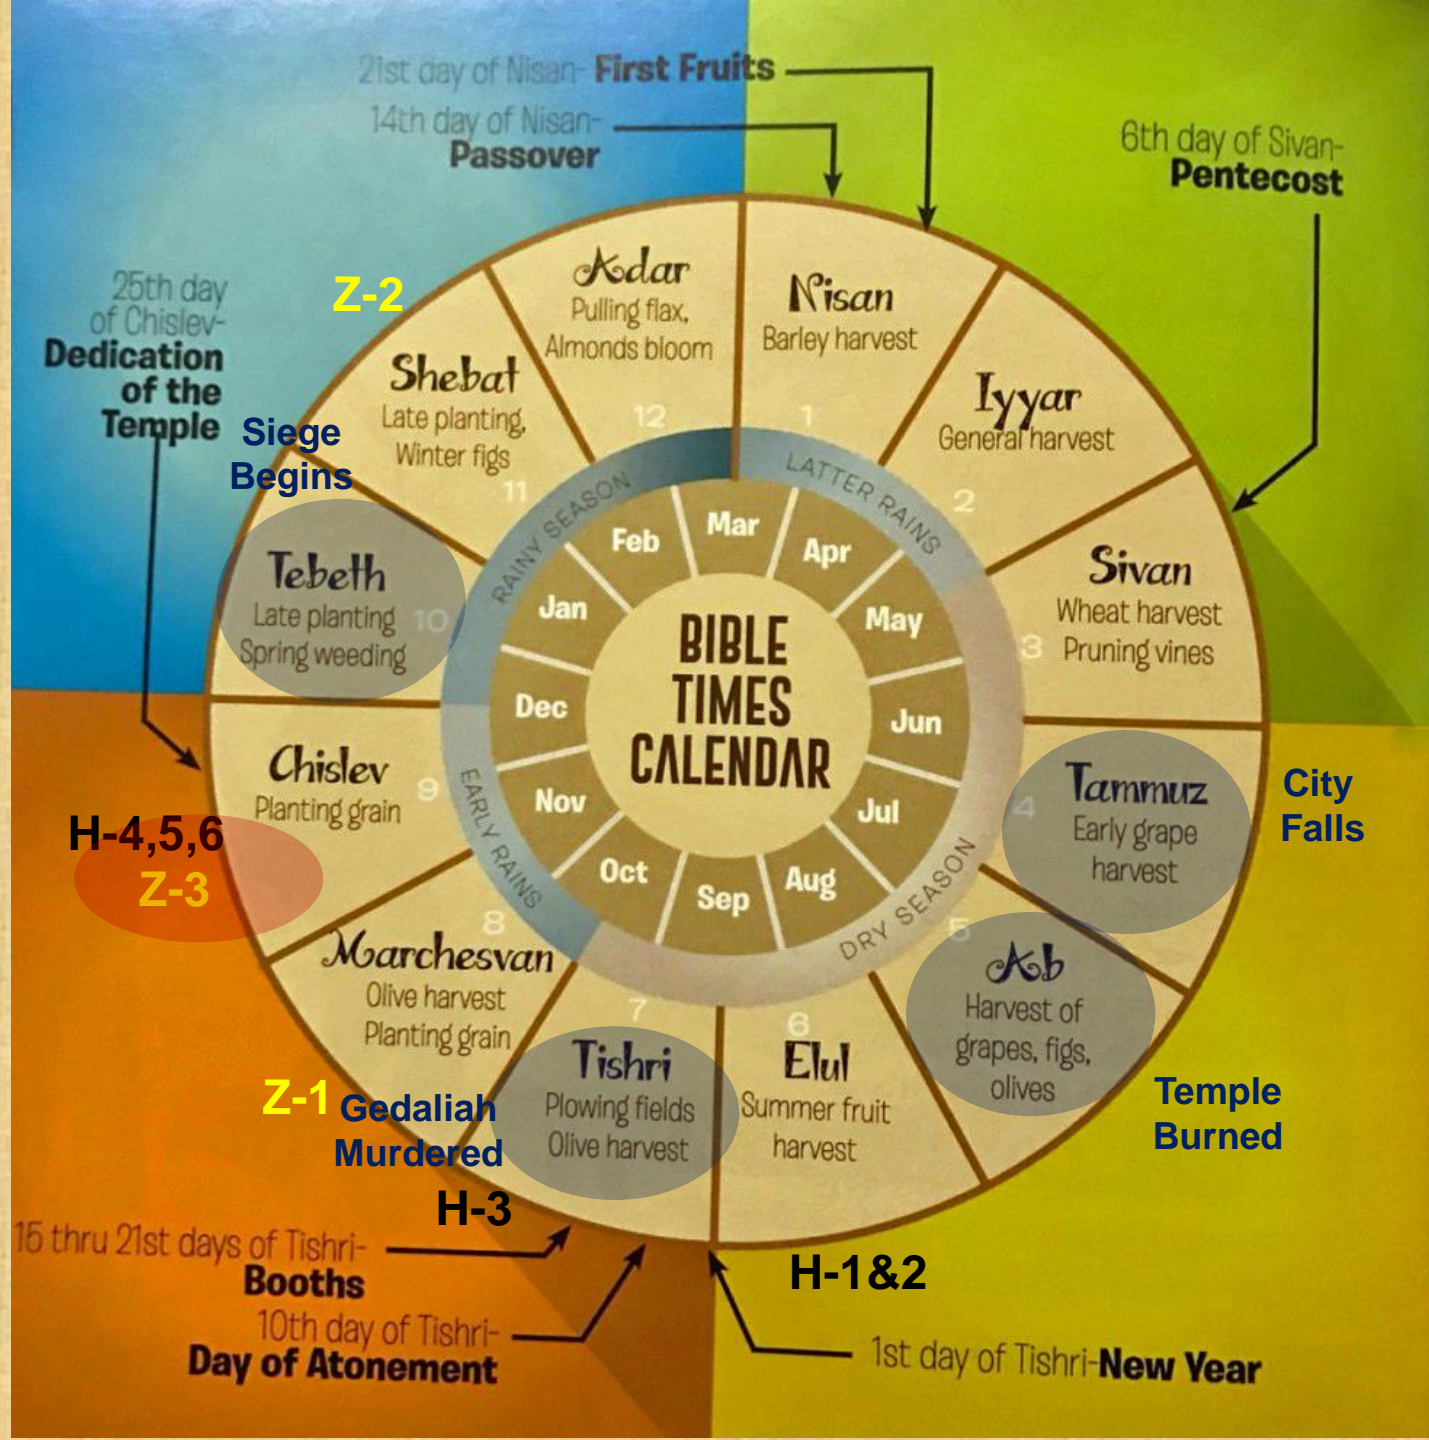 21st day of Nisan- First Fruits
14th day of Nisan-
Passover
6th day of Sivan-
Pentecost
25th day
of Chislev-
Dedication
of the
Temple
Z-2
Siege
Begins
Adar
Pulling flax,
Almonds bloom
12
Nisan
Barley harvest
1
Iyyar
General harvest
2
Sivan
Wheat harvest
Pruning vines
3
Tammuz
Early grape
harvest
4
City
Falls
Ab
Harvest of
grapes, figs,
olives
5
Temple
Burned
Elul
Summer fruit
harvest
6
H-1&2
Tishri
Plowing fields
Olive harvest
7
H-3
Gedaliah
Murdered
Z-1
Marchesvan
Olive harvest
Planting grain
8
Chislev
Planting grain
9
H-4,5,6
Z-3
Tebeth
Late planting
Spring weeding
10
Shebat
Late planting,
Winter figs
11
RAINY SEASON
LATTER RAINS
DRY SEASON
EARLY RAINS
Mar
Apr
May
Jun
Jul
Aug
Sep
Oct
Nov
Dec
Jan
Feb
BIBLE
TIMES
CALENDAR
15 thru 21st days of Tishri-
Booths
10th day of Tishri-
Day of Atonement
1st day of Tishri-New Year